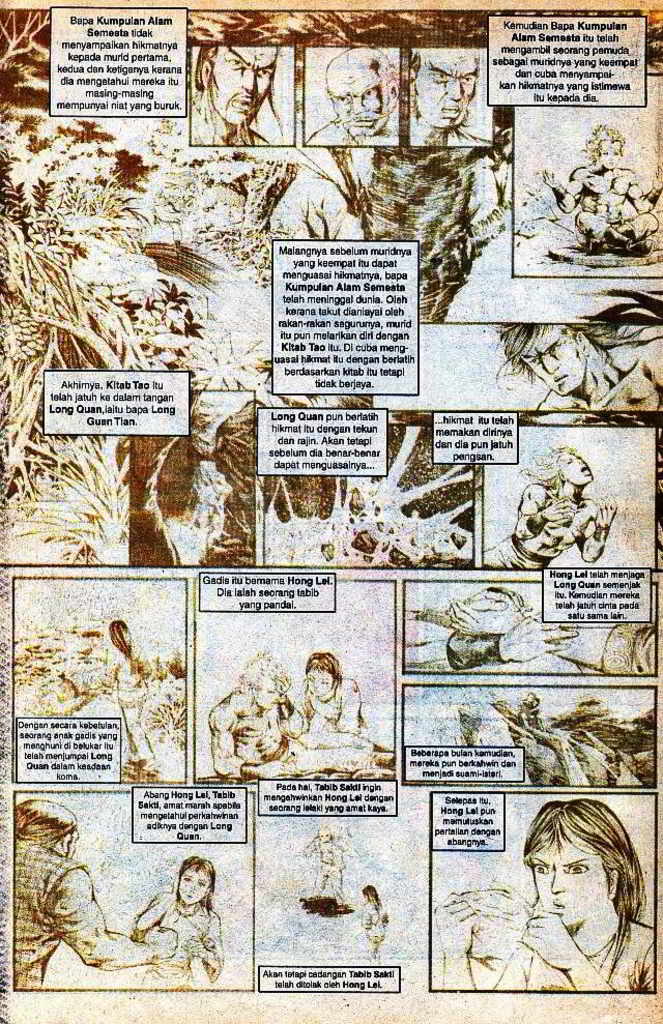 Bapa Kumpulan Alam
Semesta tidak
menyampaikan hikmatnya
kepada murid pertama,
kedua dan ketiganya kerana
dia mengetahui mereka itu
masing-masing
mempunyai niat yang buruk.
Kemudian Bapa Kumpulan
Alam Semesta itu telah
mengambil seorang pemuda
sebagai muridnya yang keempat
dan cuba menyampai-
kan hikmatnya yang istimewa
itu kepada dia.
Malangnya sebelum muridnya
yang keempat itu dapat
menguasai hikmatnya, bapa
Kumpulan Alam Semesta
telah meninggal dunia. Oleh
kerana takut dianiayai oleh
rakan-rakan segurunya, murid
itu pun melarikan diri dengan
Kitab Tao itu. Di cuba meng-
uasai hikmat itu dengan berlatih
berdasarkan kitab itu tetapi
tidak berjaya.
Akhirnya, Kitab Tao itu
telah jatuh ke dalam tangan
Long Quan,iaitu bapa Long
Guan Tian.
Long Quan pun berlatih
hikmat itu dengan tekun
dan rajin. Akan tetapi
sebelum dia benar-benar
dapat menguasainya...
...hikmat itu telah
memakan dirinya
dan dia pun jatuh
pengsan.
Dengan secara kebetulan,
seorang anak gadis yang
menghuni di belukar itu
telah menjumpai Long
Quan dalam keadaan
koma.
Gadis itu bernama Hong Lei.
Dia ialah seorang tabib
yang pandai.
Hong Lei telah menjaga
Long Quan semenjak
itu. Kemudian mereka
telah jatuh cinta pada
satu sama lain.
Beberapa bulan kemudian,
mereka pun berkahwin dan
menjadi suami-isteri.
Abang Hong Lei, Tabib
Sakti, amat marah apabila
mengetahui perkahwinan
adiknya dengan Long
Quan.
Pada hal, Tabib Sakti ingin
mengahwinkan Hong Lei dengan
seorang lelaki yang amat kaya.
Akan tetapi cadangan Tabib Sakti
telah ditolak oleh Hong Lei.
Selepas itu,
Hong Lei pun
memutuskan
pertalian dengan
abangnya.